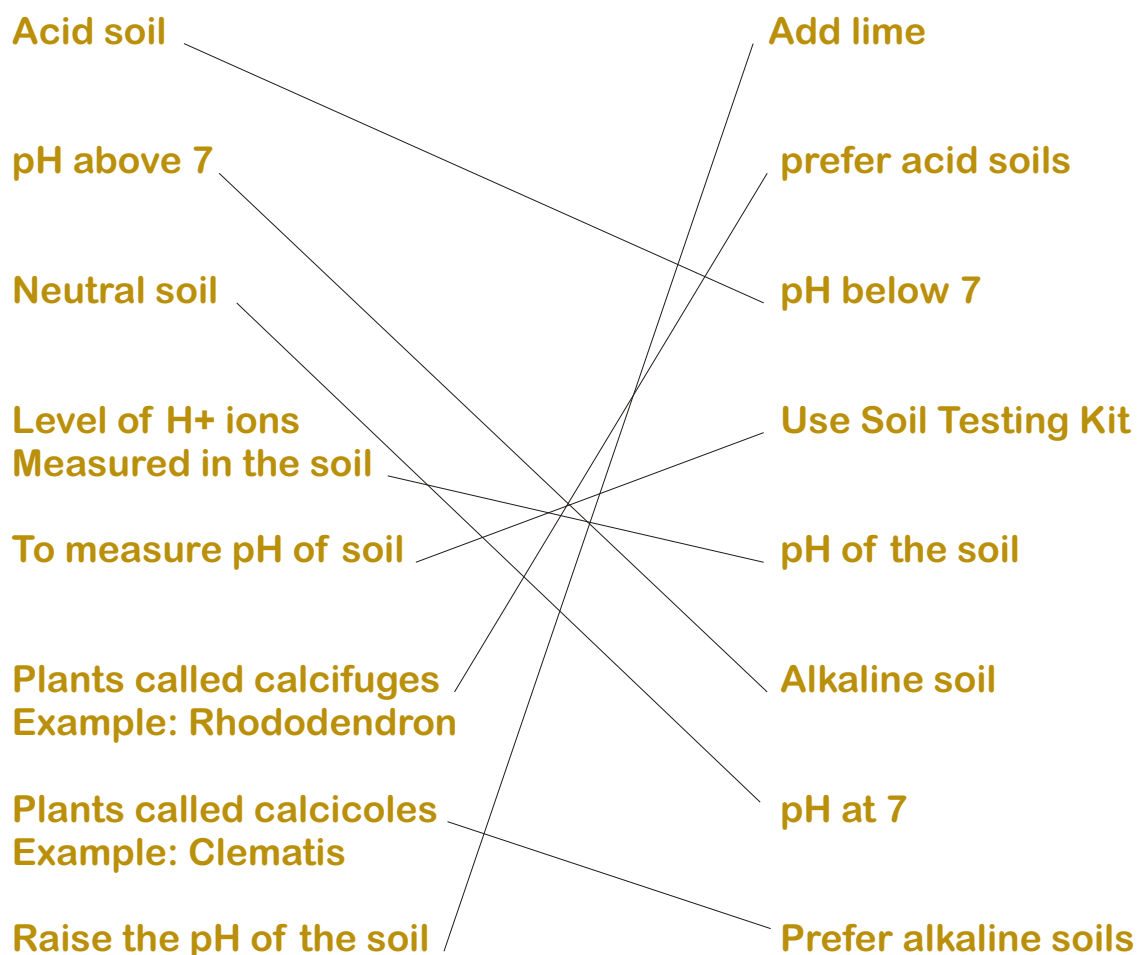 Acid soil
Add lime
pH above 7
prefer acid soils
Neutral soil
pH below 7
Level of H+ ions
Measured in the soil
Use Soil Testing Kit
To measure pH of soil
pH of the soil
Plants called calcifuges
Example: Rhododendron
Alkaline soil
Plants called calcicoles
Example: Clematis
pH at 7
Raise the pH of the soil
Prefer alkaline soils